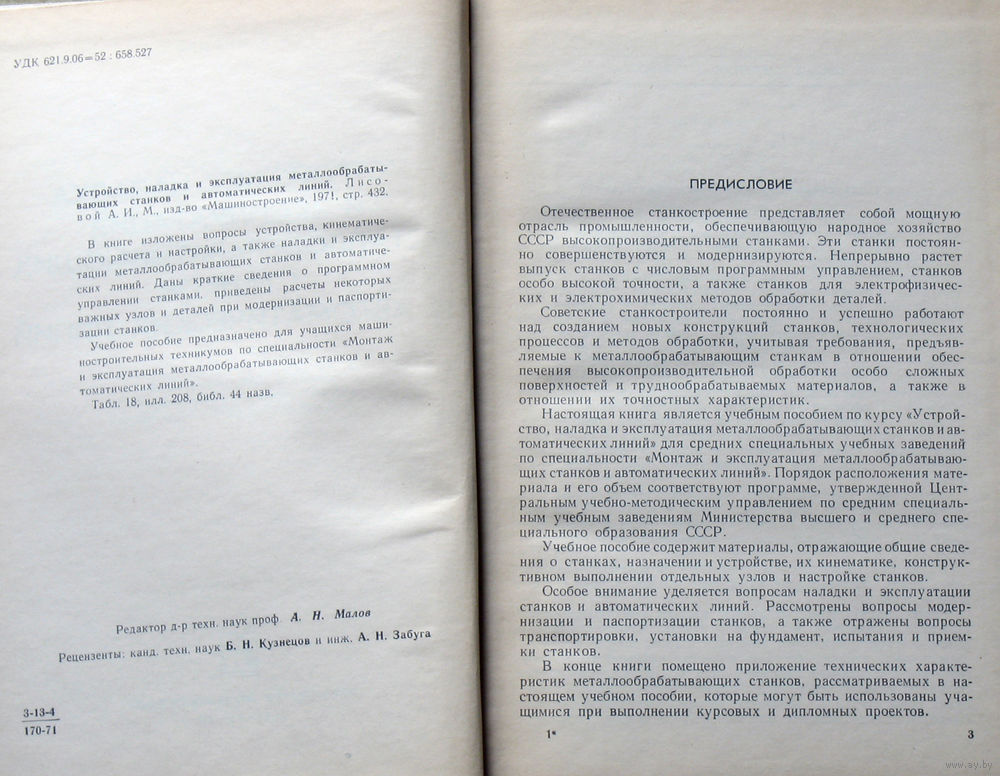 УДК 621.9.06=52 : 658.527
Устройство, наладка и эксплуатация металлообрабаты-
вающих станков и автоматических линий. Лисо-
вой А. И., М., изд-во «Машиностроение», 1971, стр. 432.
В книге изложены вопросы устройства, кинематиче-
ского расчета и настройки, а также наладки и эксплуа-
тации металлообрабатывающих станков и автоматиче-
ских линий. Даны краткие сведения о программном
управлении станками, приведены расчеты некоторых
важных узлов и деталей при модернизации и паспорти-
зации станков.
Учебное пособие предназначено для учащихся маши-
ностроительных техникумов по специальности «Монтаж
и эксплуатация металлообрабатывающих станков и ав-
томатических линий».
Табл. 18, илл. 208, библ. 44 назв.
Редактор д-р техн. наук проф. А. Н. Малов
Рецензенты: канд. техн. наук Б. Н. Кузнецов и инж. А. Н. Забуга
3-13-4
170-71
ПРЕДИСЛОВИЕ
Отечественное станкостроение представляет собой мощную
отрасль промышленности, обеспечивающую народное хозяйство
СССР высокопроизводительными станками. Эти станки постоян-
но совершенствуются и модернизируются. Непрерывно растет
выпуск станков с числовым программным управлением, станков
особо высокой точности, а также станков для электрофизичес-
ких и электрохимических методов обработки деталей.
Советские станкостроители постоянно и успешно работают
над созданием новых конструкций станков, технологических
процессов и методов обработки, учитывая требования, предъяв-
ляемые к металлообрабатывающим станкам в отношении обес-
печения высокопроизводительной обработки особо сложных
поверхностей и труднообрабатываемых материалов, а также в
отношении их точностных характеристик.
Настоящая книга является учебным пособием по курсу «Устрой-
ство, наладка и эксплуатация металлообрабатывающих станков и ав-
томатических линий» для средних специальных учебных заведений
по специальности «Монтаж и эксплуатация металлообрабатываю-
щих станков и автоматических линий». Порядок расположения мате-
риала и его объем соответствуют программе, утвержденной Цент-
ральным учебно-методическим управлением по средним специаль-
ным учебным заведениям Министерства высшего и среднего спе-
циального образования СССР.
Учебное пособие содержит материалы, отражающие общие сведе-
ния о станках, назначении и устройстве, их кинематике, конструк-
тивном выполнении отдельных узлов и настройке станков.
Особое внимание уделяется вопросам наладки и эксплуатации
станков и автоматических линий. Рассмотрены вопросы модер-
низации и паспортизации станков, а также отражены вопросы
транспортировки, установки на фундамент, испытания и прием-
ки станков.
В конце книги помещено приложение технических характе-
ристик металлообрабатывающих станков, рассматриваемых в на-
стоящем учебном пособии, которые могут быть использованы уча-
щимися при выполнении курсовых и дипломных проектов.
1* 3
www.ay.by